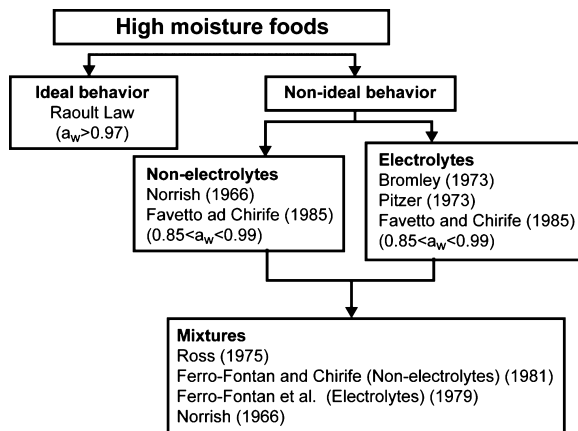 High moisture foods
Ideal behavior
Raoult Law
(aw>0.97)
Non-ideal behavior
Non-electrolytes
Norrish (1966)
Favetto ad Chirife (1985)
(0.85<aw<0.99)
Electrolytes
Bromley (1973)
Pitzer (1973)
Favetto and Chirife (1985)
(0.85<aw<0.99)
Mixtures
Ross (1975)
Ferro-Fontan and Chirife (Non-electrolytes) (1981)
Ferro-Fontan et al. (Electrolytes) (1979)
Norrish (1966)